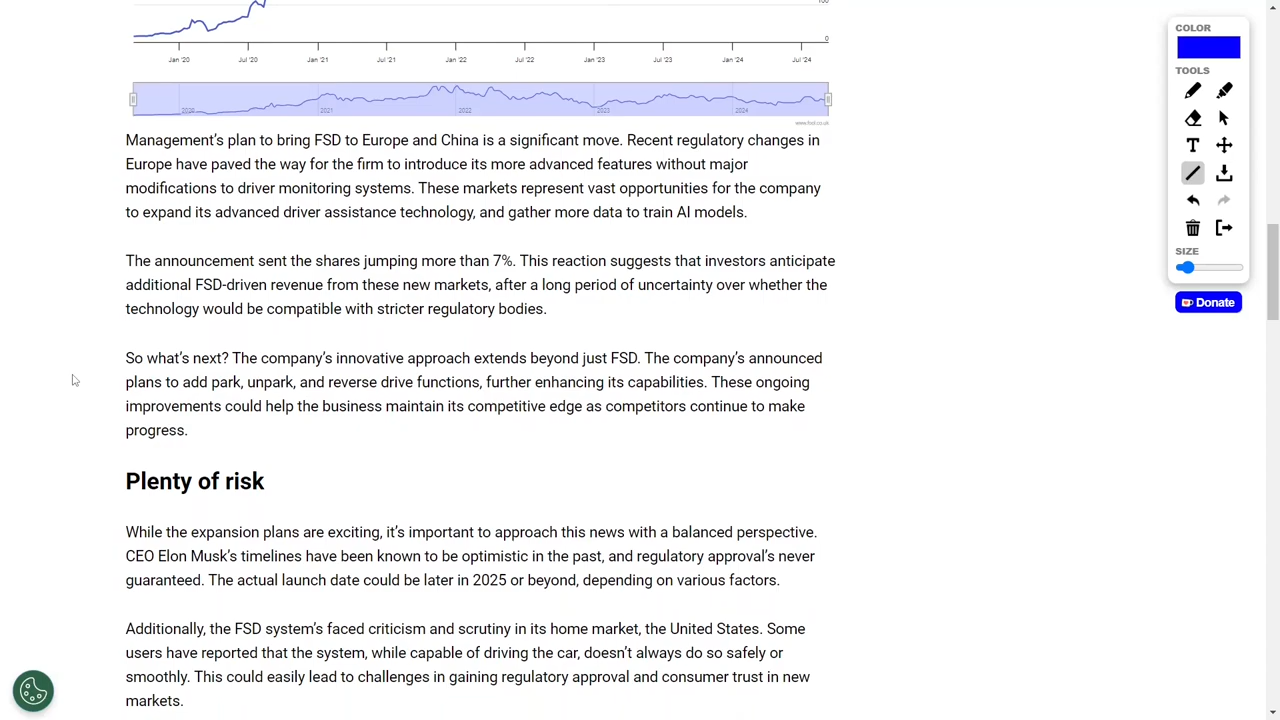 100
0
Jan '20 Jul '20 Jan '21 Jul '21 Jan '22 Jul '22 Jan '23 Jul '23 Jan '24 Jul '24
2020 2021 2022 2023 2024
www.fool.co.uk
Management's plan to bring FSD to Europe and China is a significant move. Recent regulatory changes in
Europe have paved the way for the firm to introduce its more advanced features without major
modifications to driver monitoring systems. These markets represent vast opportunities for the company
to expand its advanced driver assistance technology, and gather more data to train AI models.
The announcement sent the shares jumping more than 7%. This reaction suggests that investors anticipate
additional FSD-driven revenue from these new markets, after a long period of uncertainty over whether the
technology would be compatible with stricter regulatory bodies.
So what's next? The company's innovative approach extends beyond just FSD. The company's announced
plans to add park, unpark, and reverse drive functions, further enhancing its capabilities. These ongoing
improvements could help the business maintain its competitive edge as competitors continue to make
progress.
Plenty of risk
While the expansion plans are exciting, it's important to approach this news with a balanced perspective.
CEO Elon Musk's timelines have been known to be optimistic in the past, and regulatory approval's never
guaranteed. The actual launch date could be later in 2025 or beyond, depending on various factors.
Additionally, the FSD system's faced criticism and scrutiny in its home market, the United States. Some
users have reported that the system, while capable of driving the car, doesn't always do so safely or
smoothly. This could easily lead to challenges in gaining regulatory approval and consumer trust in new
markets.
COLOR
TOOLS
T
SIZE
Donate